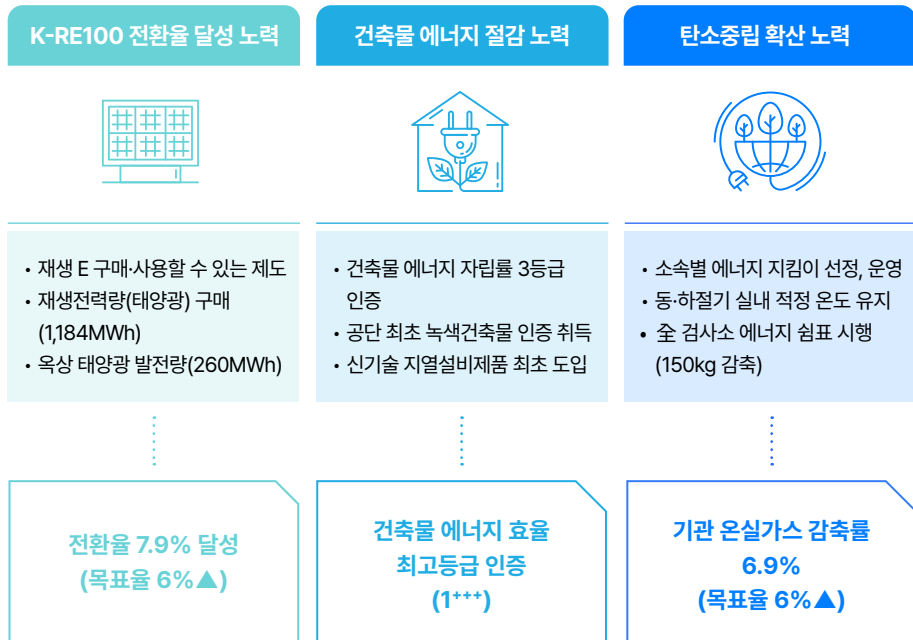 K-RE100 전환율 달성 노력
• 재생 E 구매·사용할 수 있는 제도
• 재생전력량(태양광) 구매
(1,184MWh)
• 옥상 태양광 발전량(260MWh)
전환율 7.9% 달성
(목표율 6%▲)
건축물 에너지 절감 노력
• 건축물 에너지 자립률 3등급
인증
• 공단 최초 녹색건축물 인증 취득
• 신기술 지열설비제품 최초 도입
건축물 에너지 효율
최고등급 인증
(1⁺⁺⁺)
탄소중립 확산 노력
• 소속별 에너지 지킴이 선정, 운영
• 동·하절기 실내 적정 온도 유지
• 全 검사소 에너지 쉼표 시행
(150kg 감축)
기관 온실가스 감축률
6.9%
(목표율 6%▲)